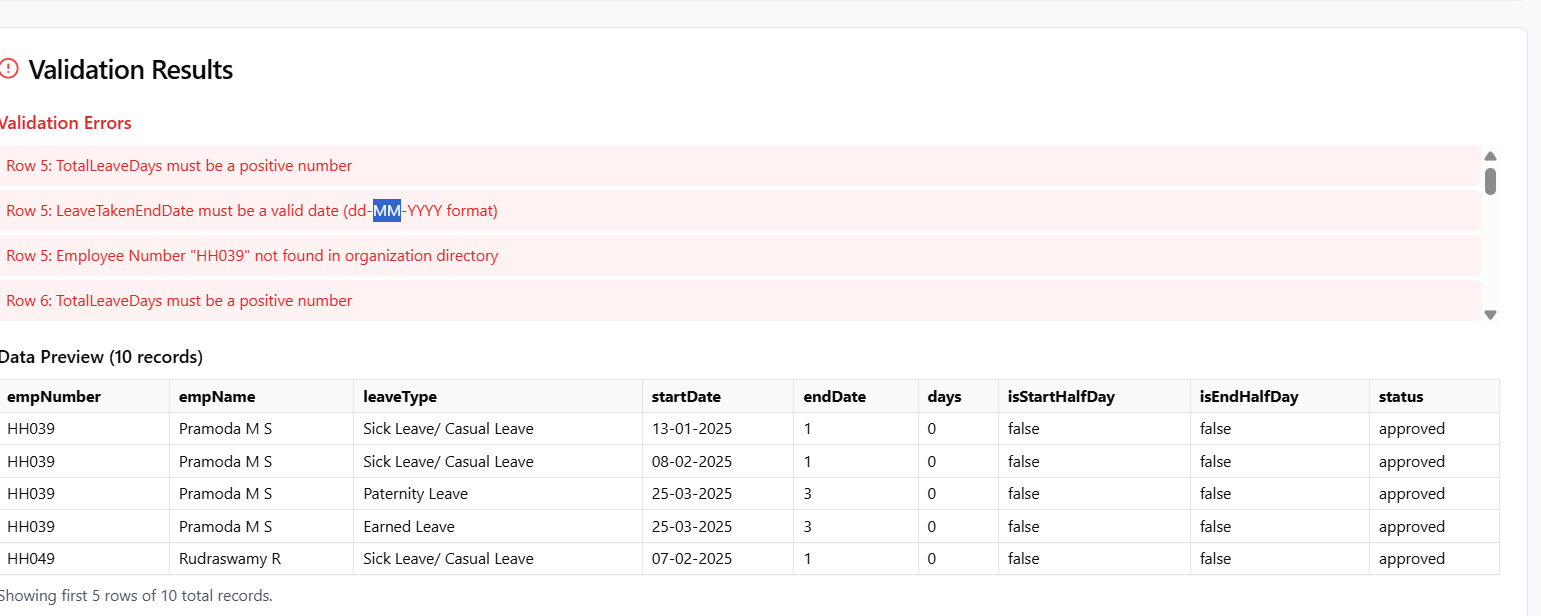 Validation Results
Validation Errors
Row 5: TotalLeaveDays must be a positive number
Row 5: LeaveTakenEndDate must be a valid date (dd-MM-YYYY format)
Row 5: Employee Number "HH039" not found in organization directory
Row 6: TotalLeaveDays must be a positive number
Data Preview (10 records)
empNumber empName leaveType startDate endDate days isStartHalfDay isEndHalfDay status
HH039 Pramoda M S Sick Leave/ Casual Leave 13-01-2025 1 0 false false approved
HH039 Pramoda M S Sick Leave/ Casual Leave 08-02-2025 1 0 false false approved
HH039 Pramoda M S Paternity Leave 25-03-2025 3 0 false false approved
HH039 Pramoda M S Earned Leave 25-03-2025 3 0 false false approved
HH049 Rudraswamy R Sick Leave/ Casual Leave 07-02-2025 1 0 false false approved
Showing first 5 rows of 10 total records.